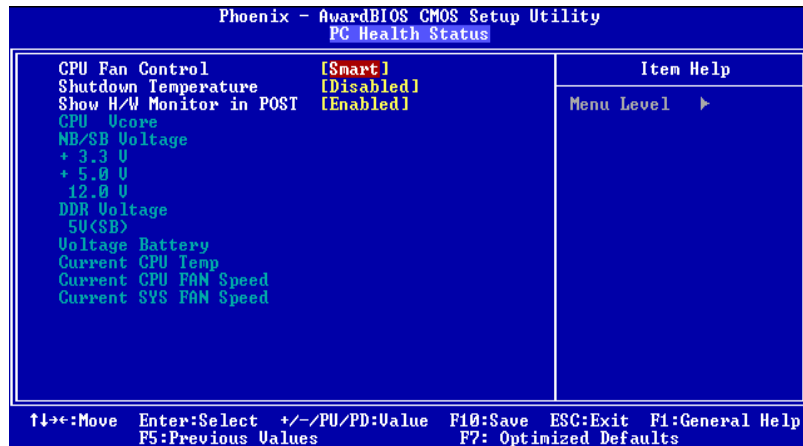 Phoenix - AwardBIOS CMOS Setup Utility
PC Health Status
CPU Fan Control [Smart]
Shutdown Temperature [Disabled]
Show H/W Monitor in POST [Enabled]
CPU Vcore
NB/SB Voltage
+ 3.3 V
+ 5.0 V
12.0 V
DDR Voltage
5V(SB)
Voltage Battery
Current CPU Temp
Current CPU FAN Speed
Current SYS FAN Speed
Item Help
Menu Level ▶
↑↓→←:Move Enter:Select +/-/PU/PD:Value F10:Save ESC:Exit F1:General Help
F5:Previous Values F7: Optimized Defaults